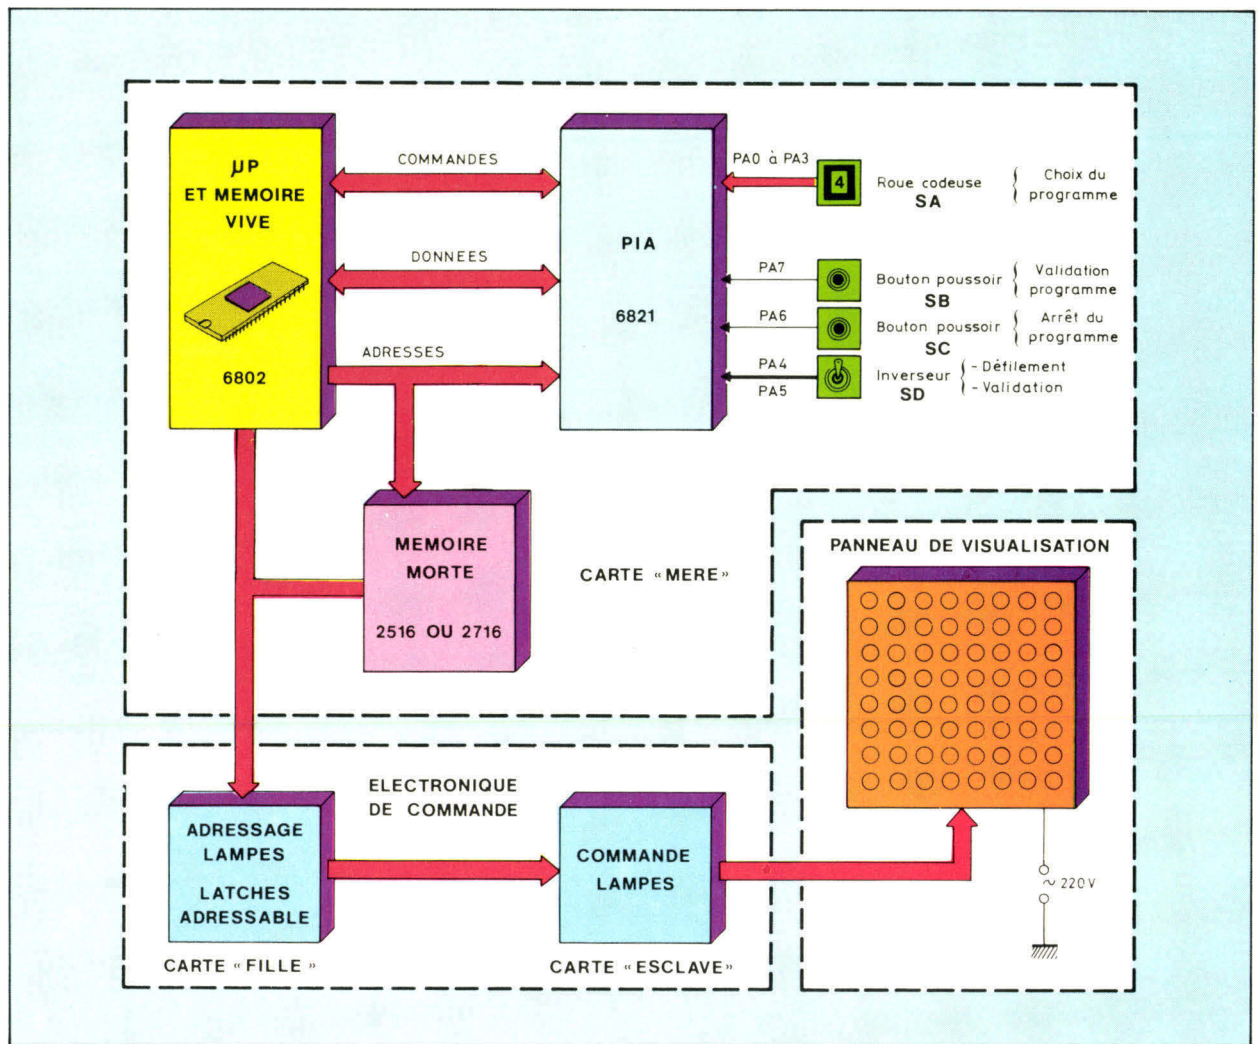 µP
ET MEMOIRE
VIVE
6802
COMMANDES
DONNEES
ADRESSES
PIA
6821
PA0 à PA3
4
Roue codeuse
SA
Choix du
programme
PA7
Bouton poussoir
SB
Validation
programme
PA6
Bouton poussoir
SC
Arrêt du
programme
PA4
PA5
Inverseur
SD
- Défilement
- Validation
MEMOIRE
MORTE
2516 OU 2716
CARTE «MERE»
PANNEAU DE VISUALISATION
~ 220V
ELECTRONIQUE
DE COMMANDE
ADRESSAGE
LAMPES
LATCHES
ADRESSABLE
COMMANDE
LAMPES
CARTE «FILLE»
CARTE «ESCLAVE»